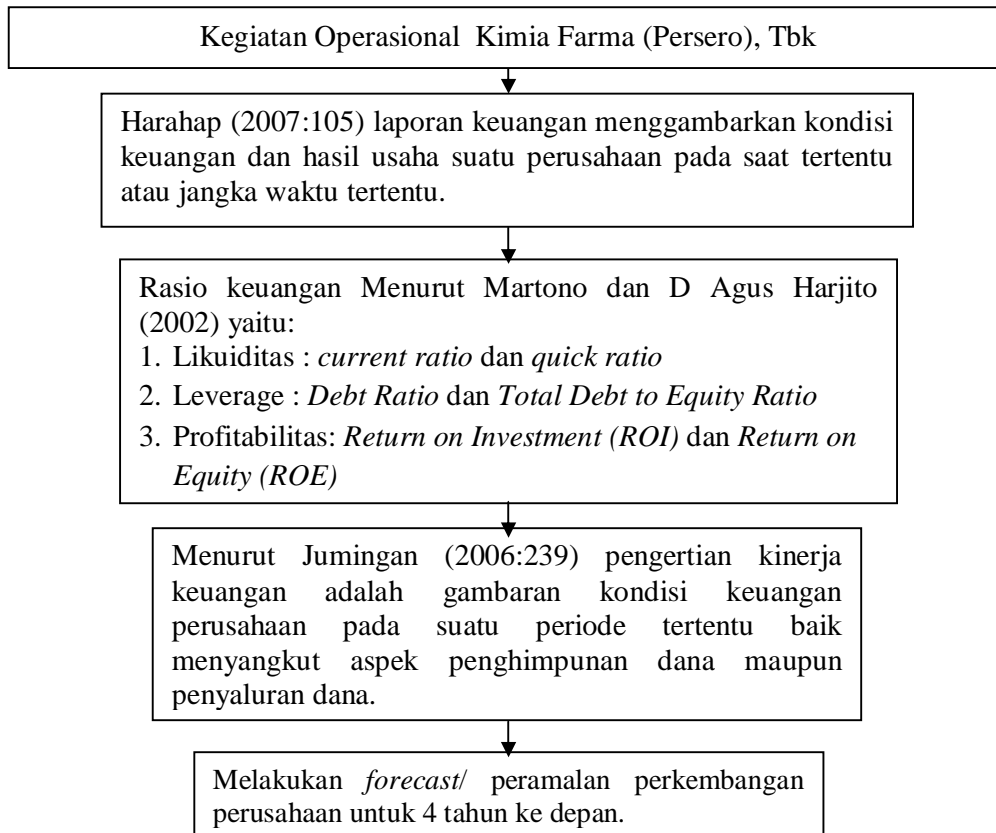 Kegiatan Operasional Kimia Farma (Persero), Tbk
Harahap (2007:105) laporan keuangan menggambarkan kondisi
keuangan dan hasil usaha suatu perusahaan pada saat tertentu
atau jangka waktu tertentu.
Rasio keuangan Menurut Martono dan D Agus Harjito
(2002) yaitu:
1. Likuiditas : current ratio dan quick ratio
2. Leverage : Debt Ratio dan Total Debt to Equity Ratio
3. Profitabilitas: Return on Investment (ROI) dan Return on
Equity (ROE)
Menurut Jumingan (2006:239) pengertian kinerja
keuangan adalah gambaran kondisi keuangan
perusahaan pada suatu periode tertentu baik
menyangkut aspek penghimpunan dana maupun
penyaluran dana.
Melakukan forecast/ peramalan perkembangan
perusahaan untuk 4 tahun ke depan.